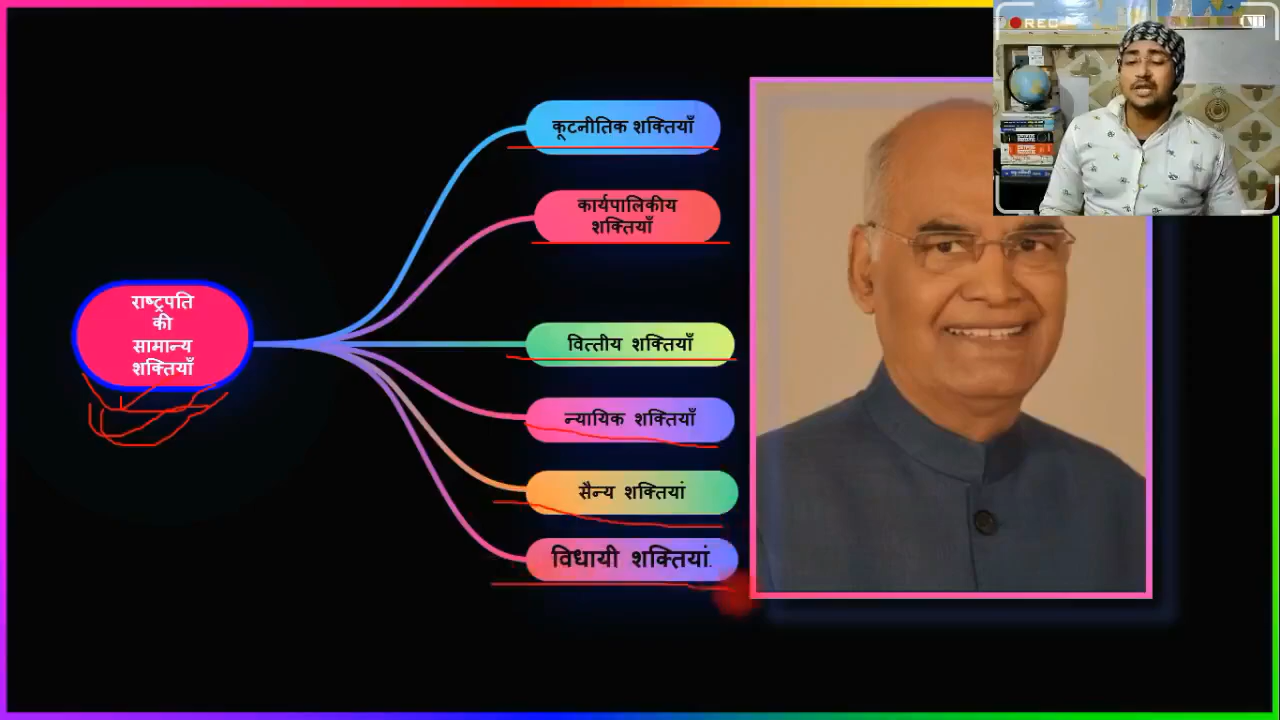 REC
कूटनीतिक शक्तियाँ
कार्यपालिकीय
शक्तियाँ
राष्ट्रपति
की
सामान्य
शक्तियाँ
वित्तीय शक्तियाँ
न्यायिक शक्तियाँ
सैन्य शक्तियां
विधायी शक्तियां.